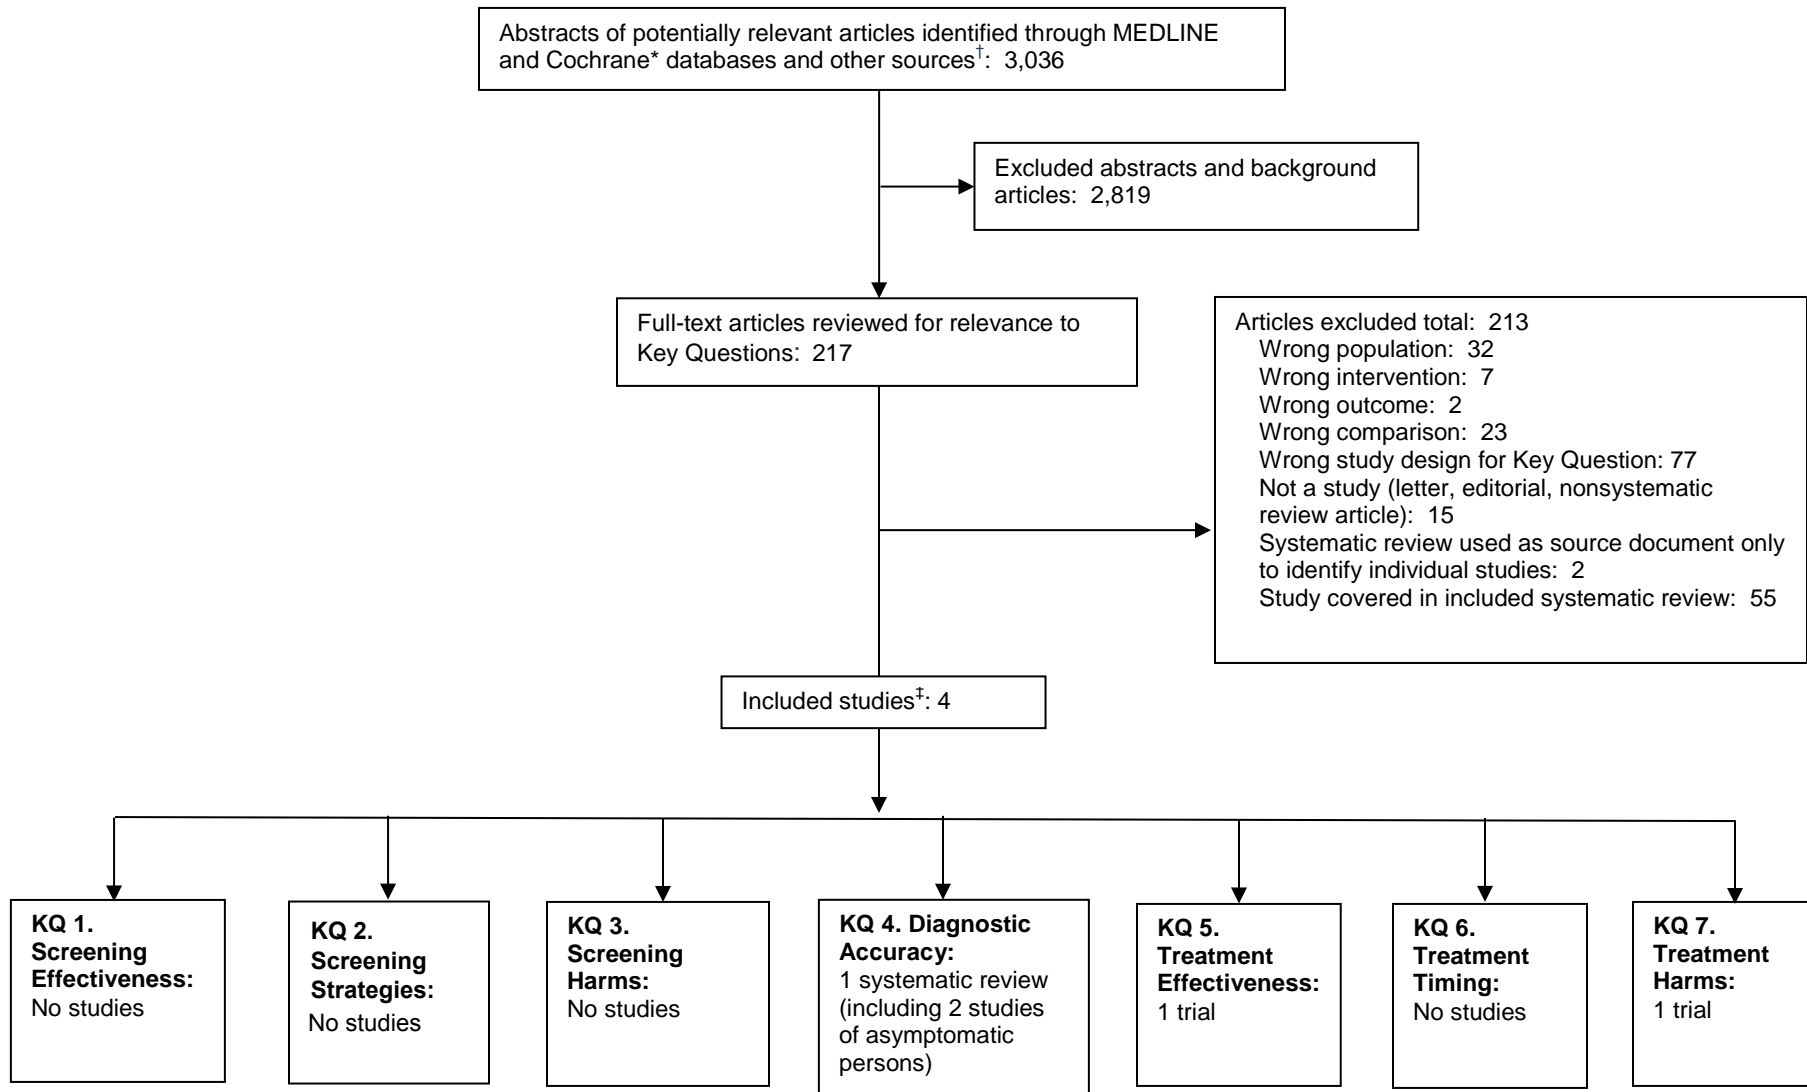 Abstracts of potentially relevant articles identified through MEDLINE
and Cochrane* databases and other sources†: 3,036
Excluded abstracts and background
articles: 2,819
Full-text articles reviewed for relevance to
Key Questions: 217
Articles excluded total: 213
Wrong population: 32
Wrong intervention: 7
Wrong outcome: 2
Wrong comparison: 23
Wrong study design for Key Question: 77
Not a study (letter, editorial, nonsystematic
review article): 15
Systematic review used as source document only
to identify individual studies: 2
Study covered in included systematic review: 55
Included studies‡: 4
KQ 1.
Screening
Effectiveness:
No studies
KQ 2.
Screening
Strategies:
No studies
KQ 3.
Screening
Harms:
No studies
KQ 4. Diagnostic
Accuracy:
1 systematic review
(including 2 studies
of asymptomatic
persons)
KQ 5.
Treatment
Effectiveness:
1 trial
KQ 6.
Treatment
Timing:
No studies
KQ 7.
Treatment
Harms:
1 trial